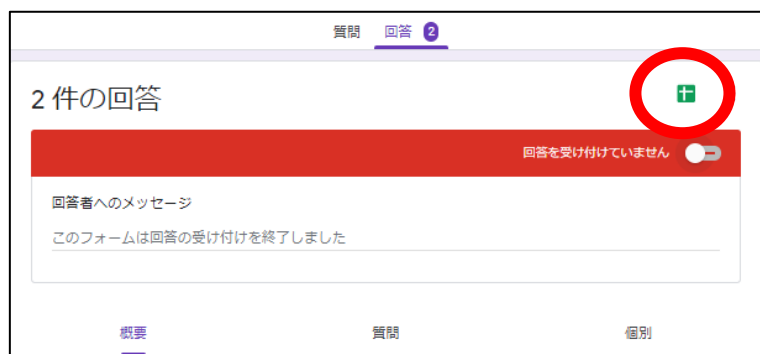 質問 回答 2
2 件の回答
回答を受け付けていません
回答者へのメッセージ
このフォームは回答の受け付けを終了しました
概要 質問 個別